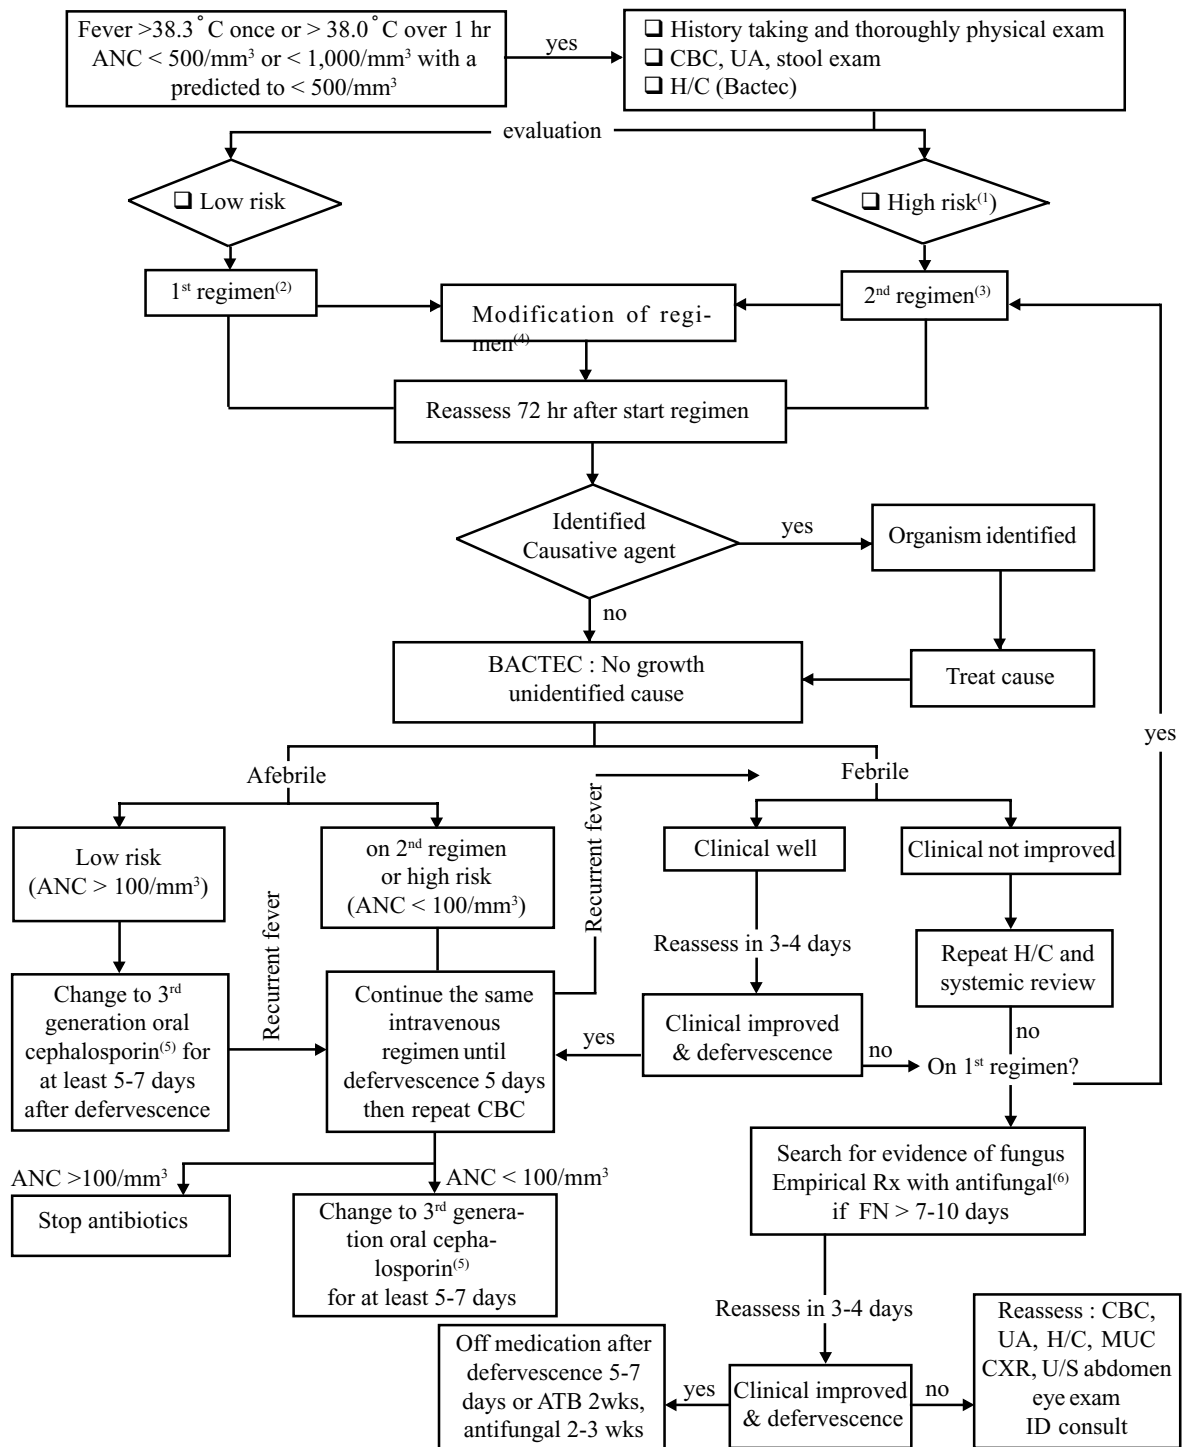 Fever >38.3˚C once or > 38.0˚C over 1 hr
ANC < 500/mm³ or < 1,000/mm³ with a
predicted to < 500/mm³
yes
❑ History taking and thoroughly physical exam
❑ CBC, UA, stool exam
❑ H/C (Bactec)
evaluation
❑ Low risk
❑ High risk⁽¹⁾
1st regimen⁽²⁾
Modification of regi-
men⁽⁴⁾
2nd regimen⁽³⁾
Reassess 72 hr after start regimen
Identified
Causative agent
yes
Organism identified
no
BACTEC : No growth
unidentified cause
Treat cause
yes
Afebrile
Febrile
Recurrent fever
Low risk
(ANC > 100/mm³)
on 2nd regimen
or high risk
(ANC < 100/mm³)
Clinical well
Clinical not improved
Recurrent fever
Reassess in 3-4 days
Repeat H/C and
systemic review
Change to 3rd
generation oral
cephalosporin⁽⁵⁾ for
at least 5-7 days
after defervescence
Continue the same
intravenous
regimen until
defervescence 5 days
then repeat CBC
yes
Clinical improved
& defervescence
no
no
On 1st regimen?
ANC >100/mm³
ANC < 100/mm³
Stop antibiotics
Change to 3rd genera-
tion oral cepha-
losporin⁽⁵⁾
for at least 5-7 days
Search for evidence of fungus
Empirical Rx with antifungal⁽⁶⁾
if FN > 7-10 days
Reassess in 3-4 days
Off medication after
defervescence 5-7
days or ATB 2wks,
antifungal 2-3 wks
yes
Clinical improved
& defervescence
no
Reassess : CBC,
UA, H/C, MUC
CXR, U/S abdomen
eye exam
ID consult